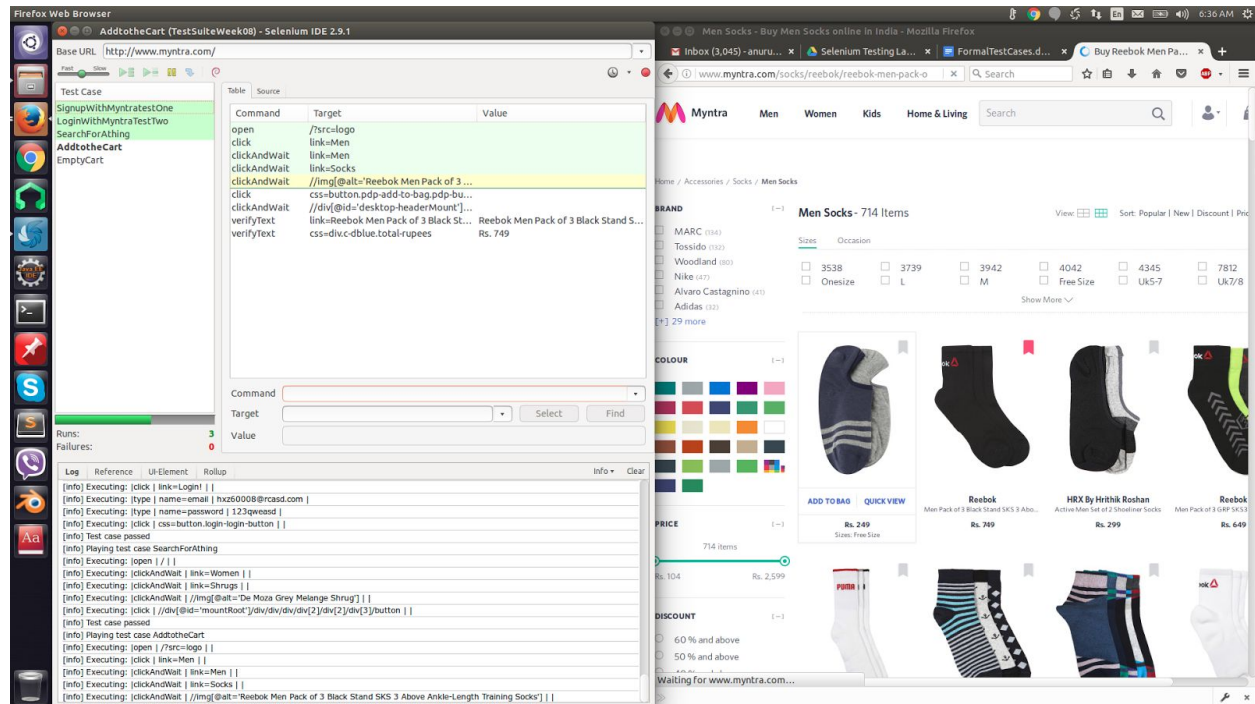 Firefox Web Browser
En
6:36 AM
AddtotheCart (TestSuiteWeek08) - Selenium IDE 2.9.1
Base URL http://www.myntra.com/
Fast Slow
Test Case
SignupWithMyntratestOne
LoginWithMyntraTestTwo
SearchForAthing
AddtotheCart
EmptyCart
Runs: 3
Failures: 0
Table Source
Command Target Value
open /?src=logo
click link=Men
clickAndWait link=Men
clickAndWait link=Socks
clickAndWait //img[@alt='Reebok Men Pack of 3 ...
click css=button.pdp-add-to-bag.pdp-bu...
clickAndWait //div[@id='desktop-headerMount']...
verifyText link=Reebok Men Pack of 3 Black St... Reebok Men Pack of 3 Black Stand S...
verifyText css=div.c-dblue.total-rupees Rs. 749
Command
Target Select Find
Value
Log Reference UI-Element Rollup Info Clear
[info] Executing: |click | link=Login! | |
[info] Executing: |type | name=email | hxz60008@rcasd.com |
[info] Executing: |type | name=password | 123qweasd |
[info] Executing: |click | css=button.login-login-button | |
[info] Test case passed
[info] Playing test case SearchForAthing
[info] Executing: |open | / | |
[info] Executing: |clickAndWait | link=Women | |
[info] Executing: |clickAndWait | link=Shrugs | |
[info] Executing: |clickAndWait | //img[@alt='De Moza Grey Melange Shrug'] | |
[info] Executing: |click | //div[@id='mountRoot']/div/div/div/div[2]/div[2]/div[3]/button | |
[info] Test case passed
[info] Playing test case AddtotheCart
[info] Executing: |open | /?src=logo | |
[info] Executing: |click | link=Men | |
[info] Executing: |clickAndWait | link=Men | |
[info] Executing: |clickAndWait | link=Socks | |
[info] Executing: |clickAndWait | //img[@alt='Reebok Men Pack of 3 Black Stand SKS 3 Above Ankle-Length Training Socks'] | |
Men Socks - Buy Men Socks online in India - Mozilla Firefox
Inbox (3,045) - anuru... Selenium Testing La... FormalTestCases.d... Buy Reebok Men Pa...
www.myntra.com/socks/reebok/reebok-men-pack-o Search
Myntra Men Women Kids Home & Living Search
Home / Accessories / Socks / Men Socks
BRAND
MARC (134)
Tossido (132)
Woodland (80)
Nike (47)
Alvaro Castagnino (41)
Adidas (32)
[+] 29 more
COLOUR
PRICE
714 items
Rs. 104 Rs. 2,599
DISCOUNT
60 % and above
50 % and above
Men Socks - 714 Items View: Sort: Popular | New | Discount | Pric
Sizes Occasion
3538 3739 3942 4042 4345 7812
Onesize L M Free Size Uk5-7 Uk7/8
Show More
ADD TO BAG QUICK VIEW
Rs. 249
Sizes: Free Size
Reebok
Men Pack of 3 Black Stand SKS 3 Abo...
Rs. 749
HRX By Hrithik Roshan
Active Men Set of 2 Shoeliner Socks
Rs. 299
Reebok
Men Pack of 3 GRP SKS3
Rs. 649
PUMA
Waiting for www.myntra.com...